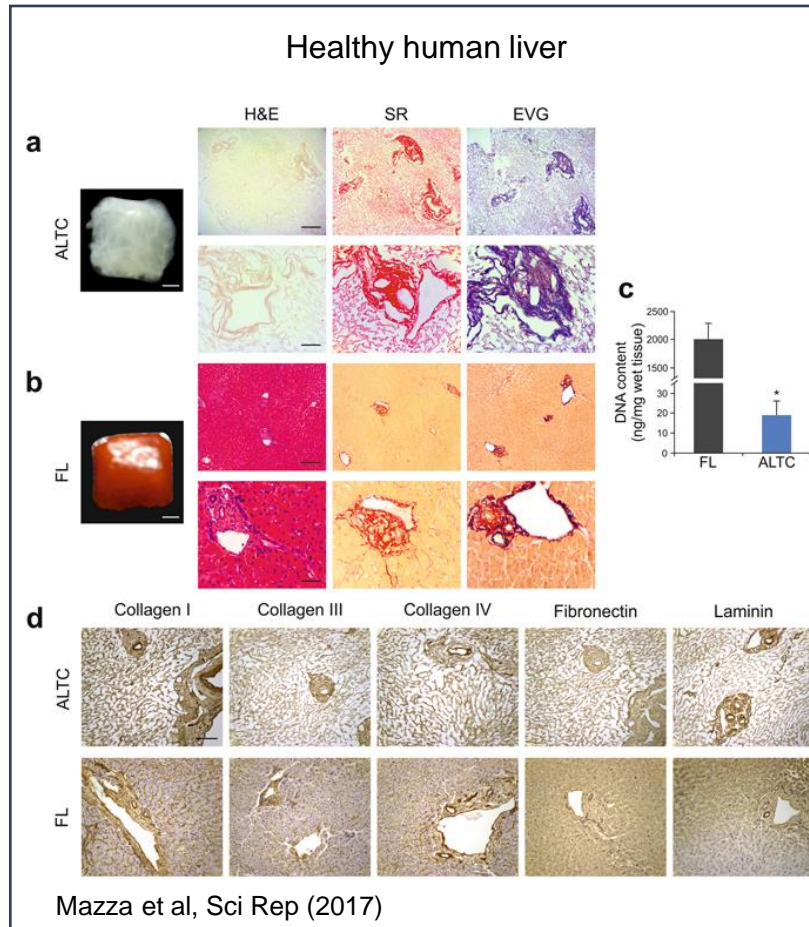 Healthy human liver
H&E SR EVG
a
ALTC
b
FL
c
DNA content
(ng/mg wet tissue)
2500
2000
1500
30
20
10
0
*
FL ALTC
d
Collagen I Collagen III Collagen IV Fibronectin Laminin
ALTC
FL
Mazza et al, Sci Rep (2017)